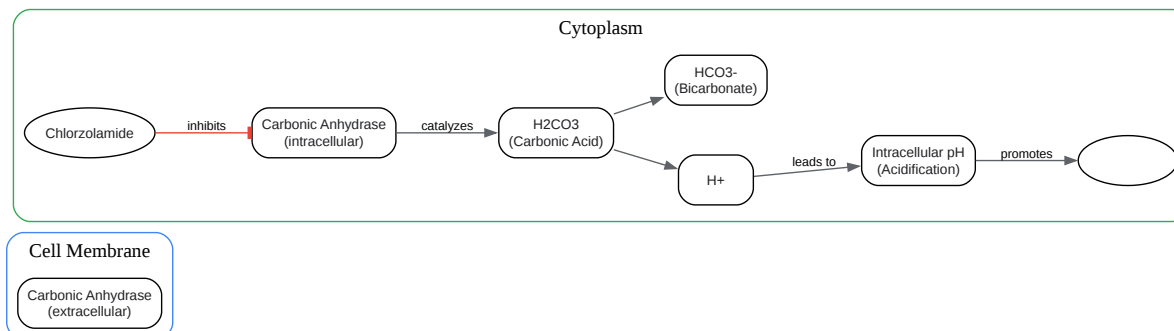 Cytoplasm
HCO3-
(Bicarbonate)
Chlorzolamide
inhibits
Carbonic Anhydrase
(intracellular)
catalyzes
H2CO3
(Carbonic Acid)
H+
leads to
Intracellular pH
(Acidification)
promotes
Cell Membrane
Carbonic Anhydrase
(extracellular)